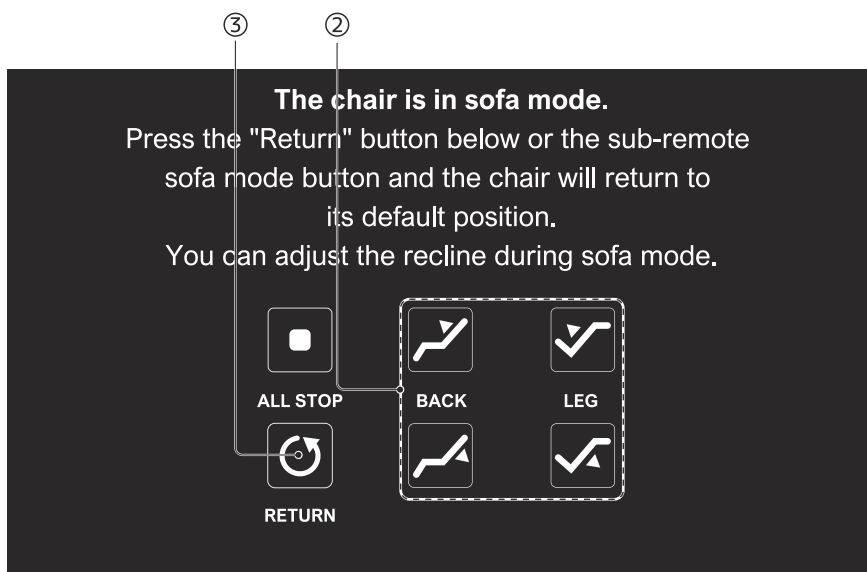 ③ ②
The chair is in sofa mode.
Press the "Return" button below or the sub-remote
sofa mode button and the chair will return to
its default position.
You can adjust the recline during sofa mode.
ALL STOP BACK LEG
RETURN